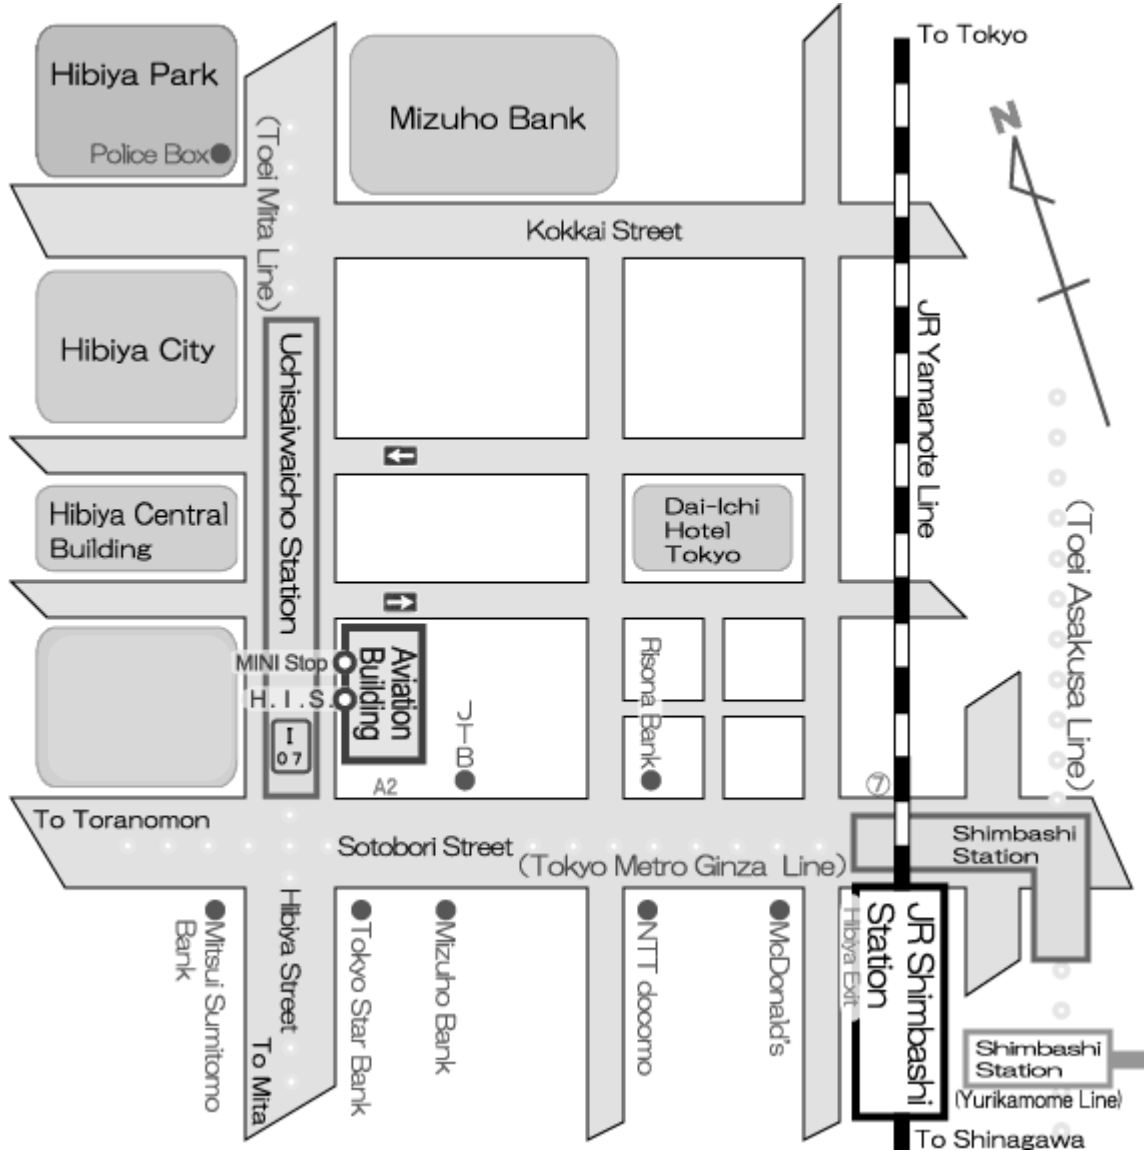 To Tokyo
N
Hibiya Park
Police Box
Mizuho Bank
(Toei Mita Line)
Kokkai Street
Hibiya City
Uchisaiwaicho Station
JR Yamanote Line
Hibiya Central
Building
Dai-Ichi
Hotel
Tokyo
(Toei Asakusa Line)
MINI Stop
H.I.S.
Aviation
Building
I
07
JTB
A2
Risona Bank
7
To Toranomon
Sotobori Street
(Tokyo Metro Ginza Line)
Shimbashi
Station
Hibiya Street
To Mita
Mitsui Sumitomo
Bank
Tokyo Star Bank
Mizuho Bank
NTT docomo
McDonald's
Hibiya Exit
JR Shimbashi
Station
Shimbashi
Station
(Yurikamome Line)
To Shinagawa